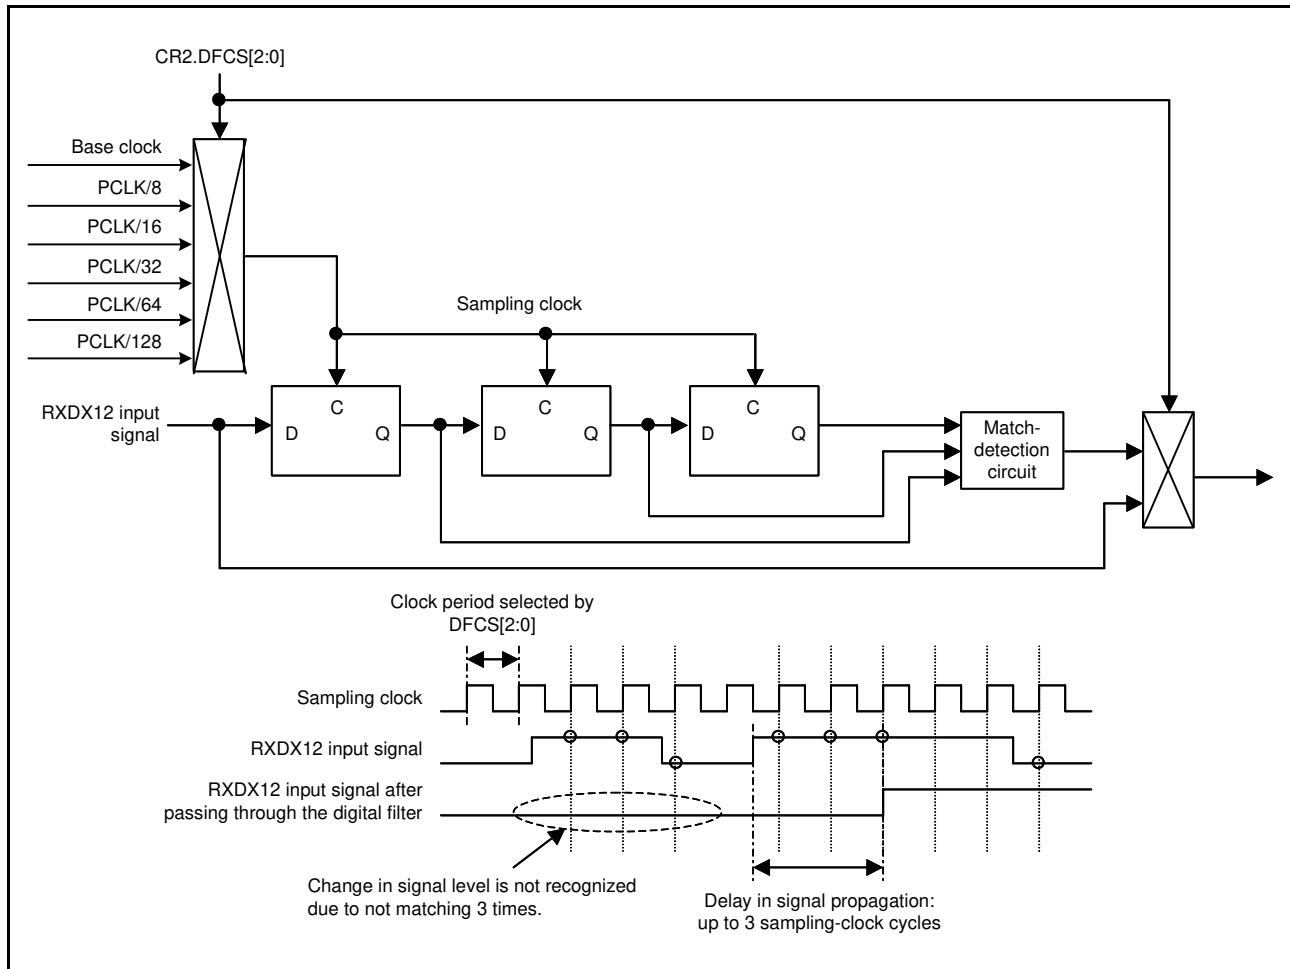 CR2.DFCS[2:0]
Base clock
PCLK/8
PCLK/16
PCLK/32
PCLK/64
PCLK/128
Sampling clock
RXDX12 input
signal
C
D
Q
C
D
Q
C
D
Q
Match-
detection
circuit
Clock period selected by
DFCS[2:0]
Sampling clock
RXDX12 input signal
RXDX12 input signal after
passing through the digital filter
Change in signal level is not recognized
due to not matching 3 times.
Delay in signal propagation:
up to 3 sampling-clock cycles